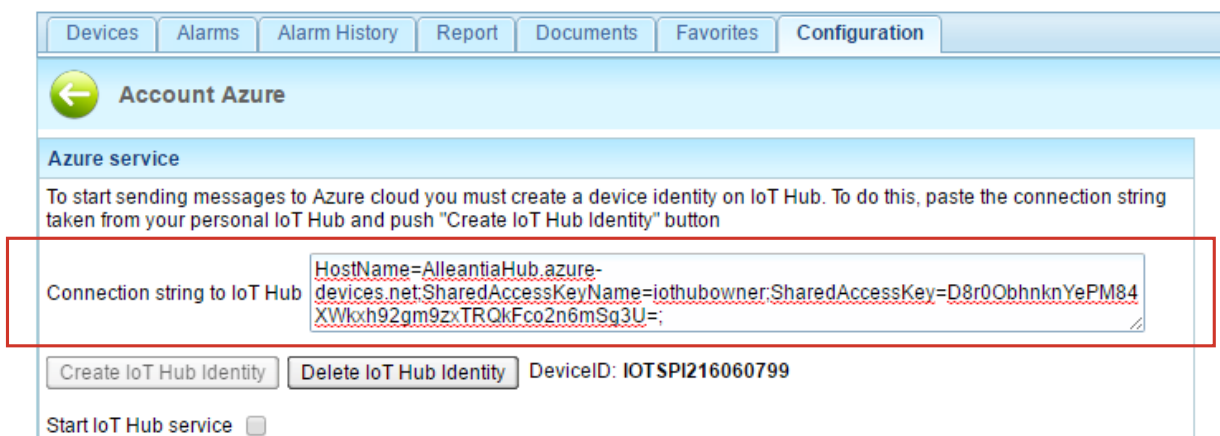 Devices Alarms Alarm History Report Documents Favorites Configuration
Account Azure
Azure service
To start sending messages to Azure cloud you must create a device identity on IoT Hub. To do this, paste the connection string
taken from your personal IoT Hub and push "Create IoT Hub Identity" button
Connection string to IoT Hub
HostName=AlleantiaHub.azure-
devices.net;SharedAccessKeyName=iothubowner;SharedAccessKey=D8r0ObhnknYePM84
XWkxh92gm9zxTRQkFco2n6mSg3U=;
Create IoT Hub Identity Delete IoT Hub Identity DeviceID: IOTSPI216060799
Start IoT Hub service